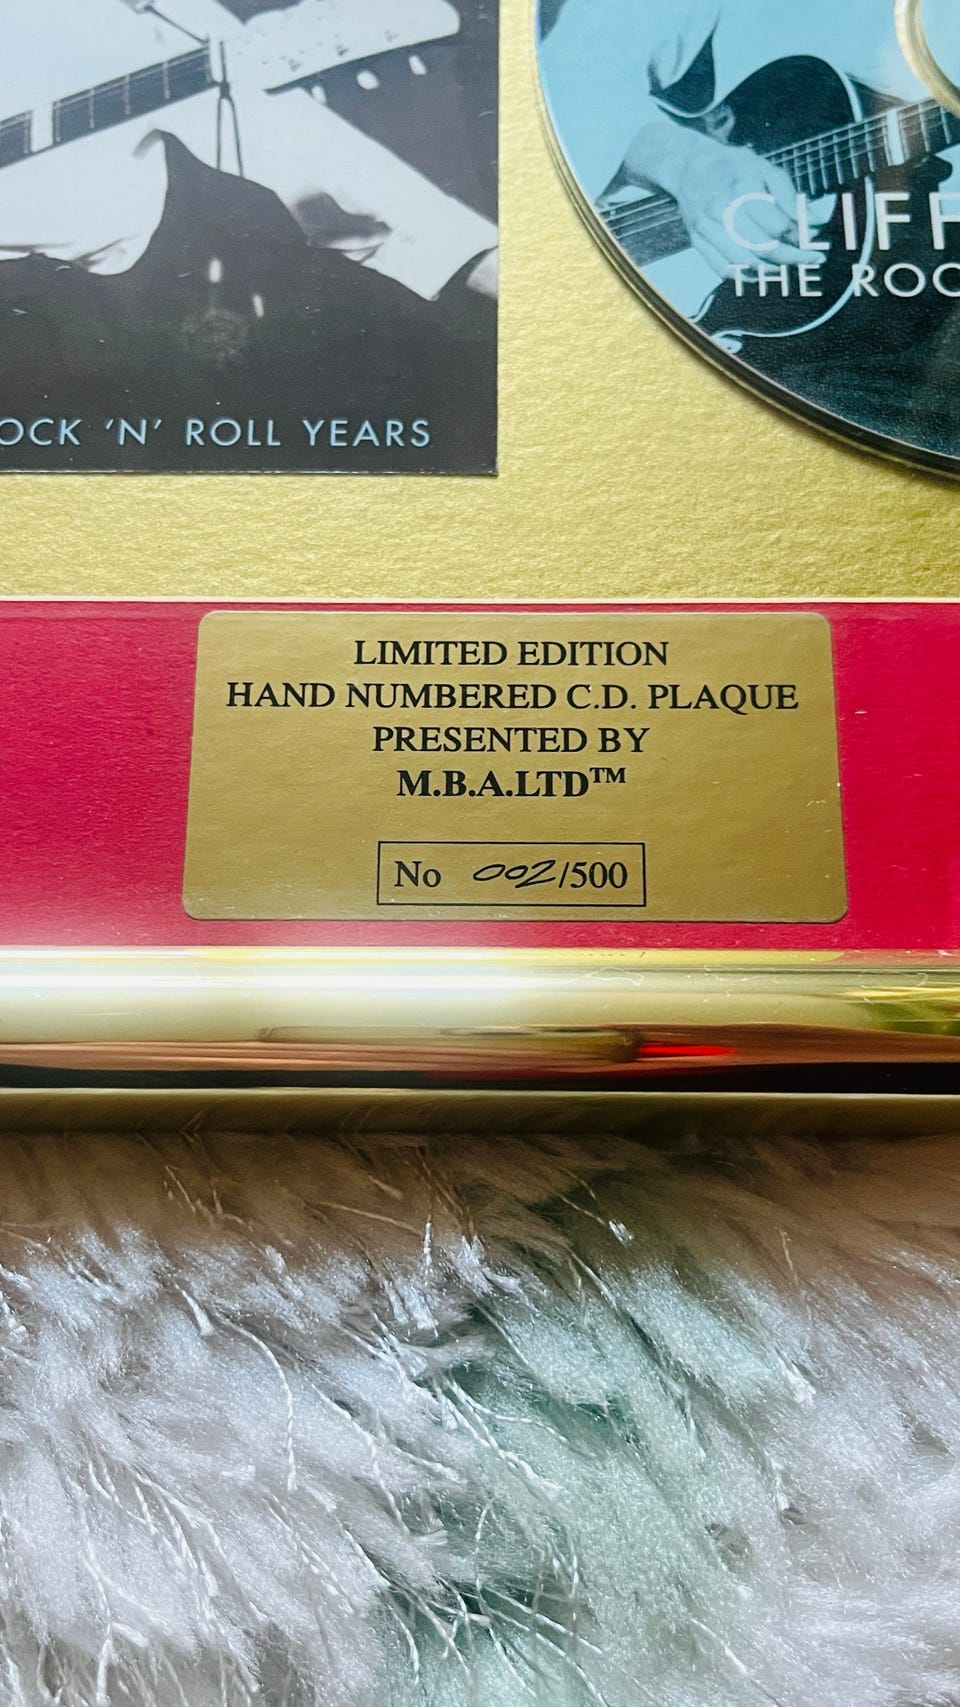 CLIFF
THE ROC
OCK ‘N’ ROLL YEARS
LIMITED EDITION
HAND NUMBERED C.D. PLAQUE
PRESENTED BY
M.B.A.LTD™
No 002/500